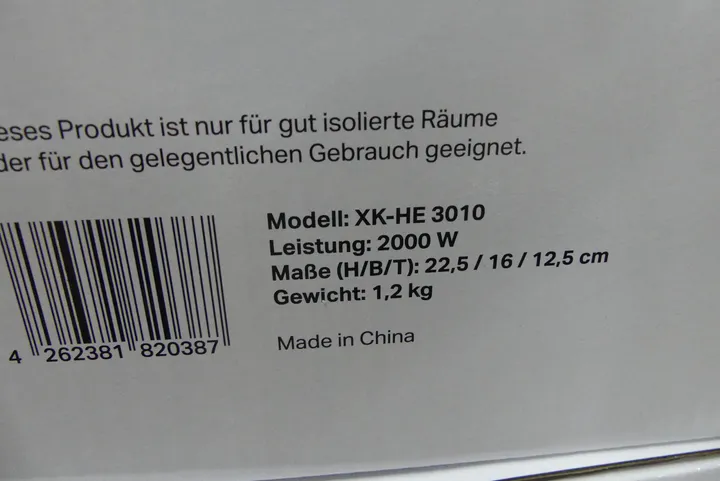 eses Produkt ist nur für gut isolierte Räume
der für den gelegentlichen Gebrauch geeignet.
Modell: XK-HE 3010
Leistung: 2000 W
Maße (H/B/T): 22,5 / 16 / 12,5 cm
Gewicht: 1,2 kg
Made in China
4 262381 820387